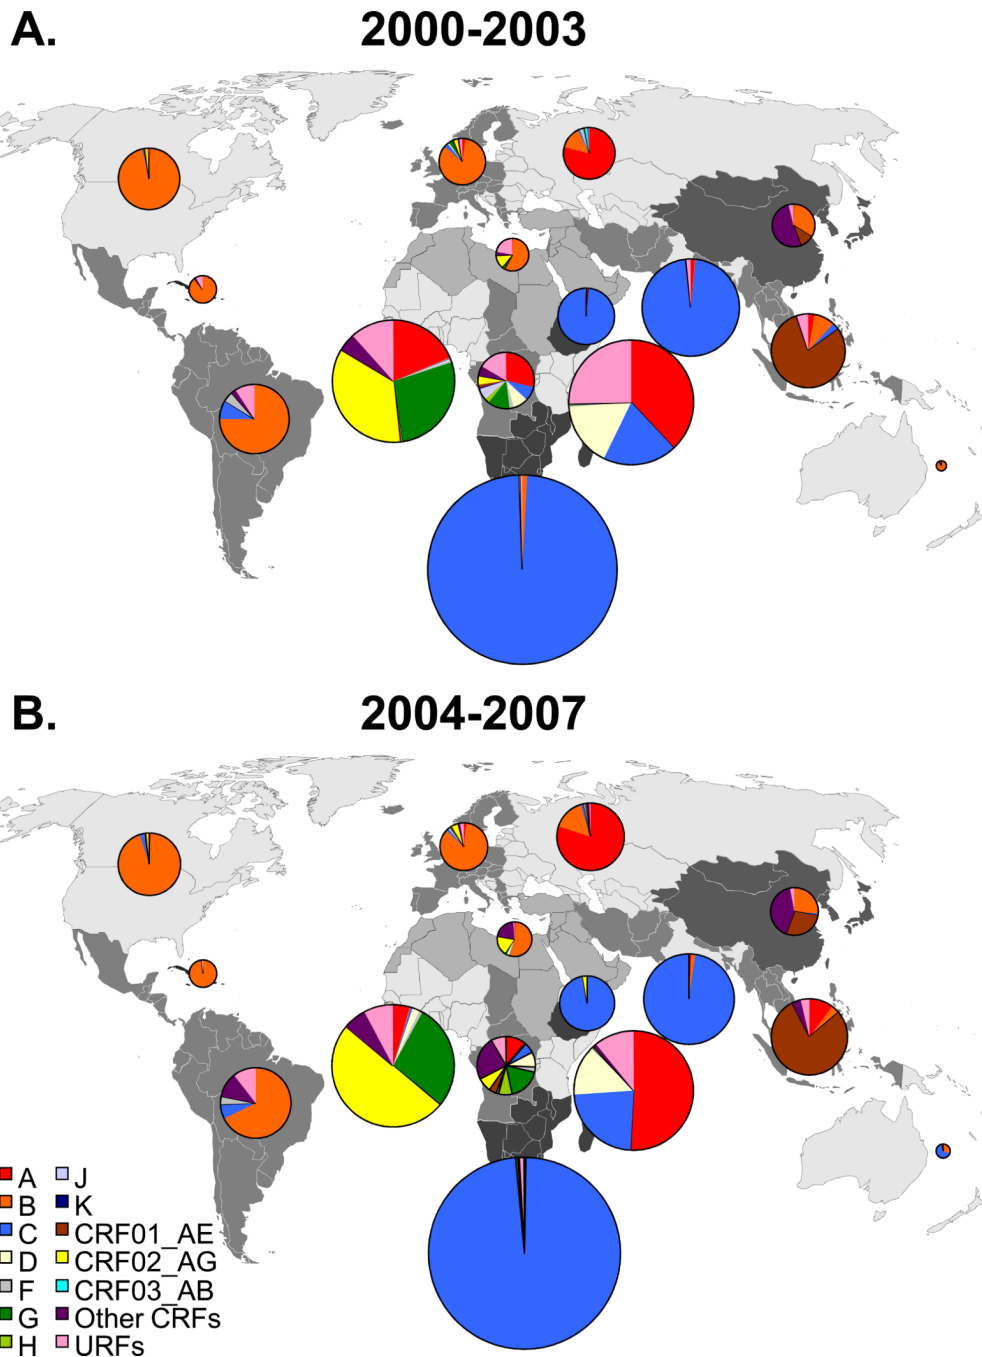 A. 2000-2003
B. 2004-2007
A J
B K
C CRF01_AE
D CRF02_AG
F CRF03_AB
G Other CRFs
H URFs